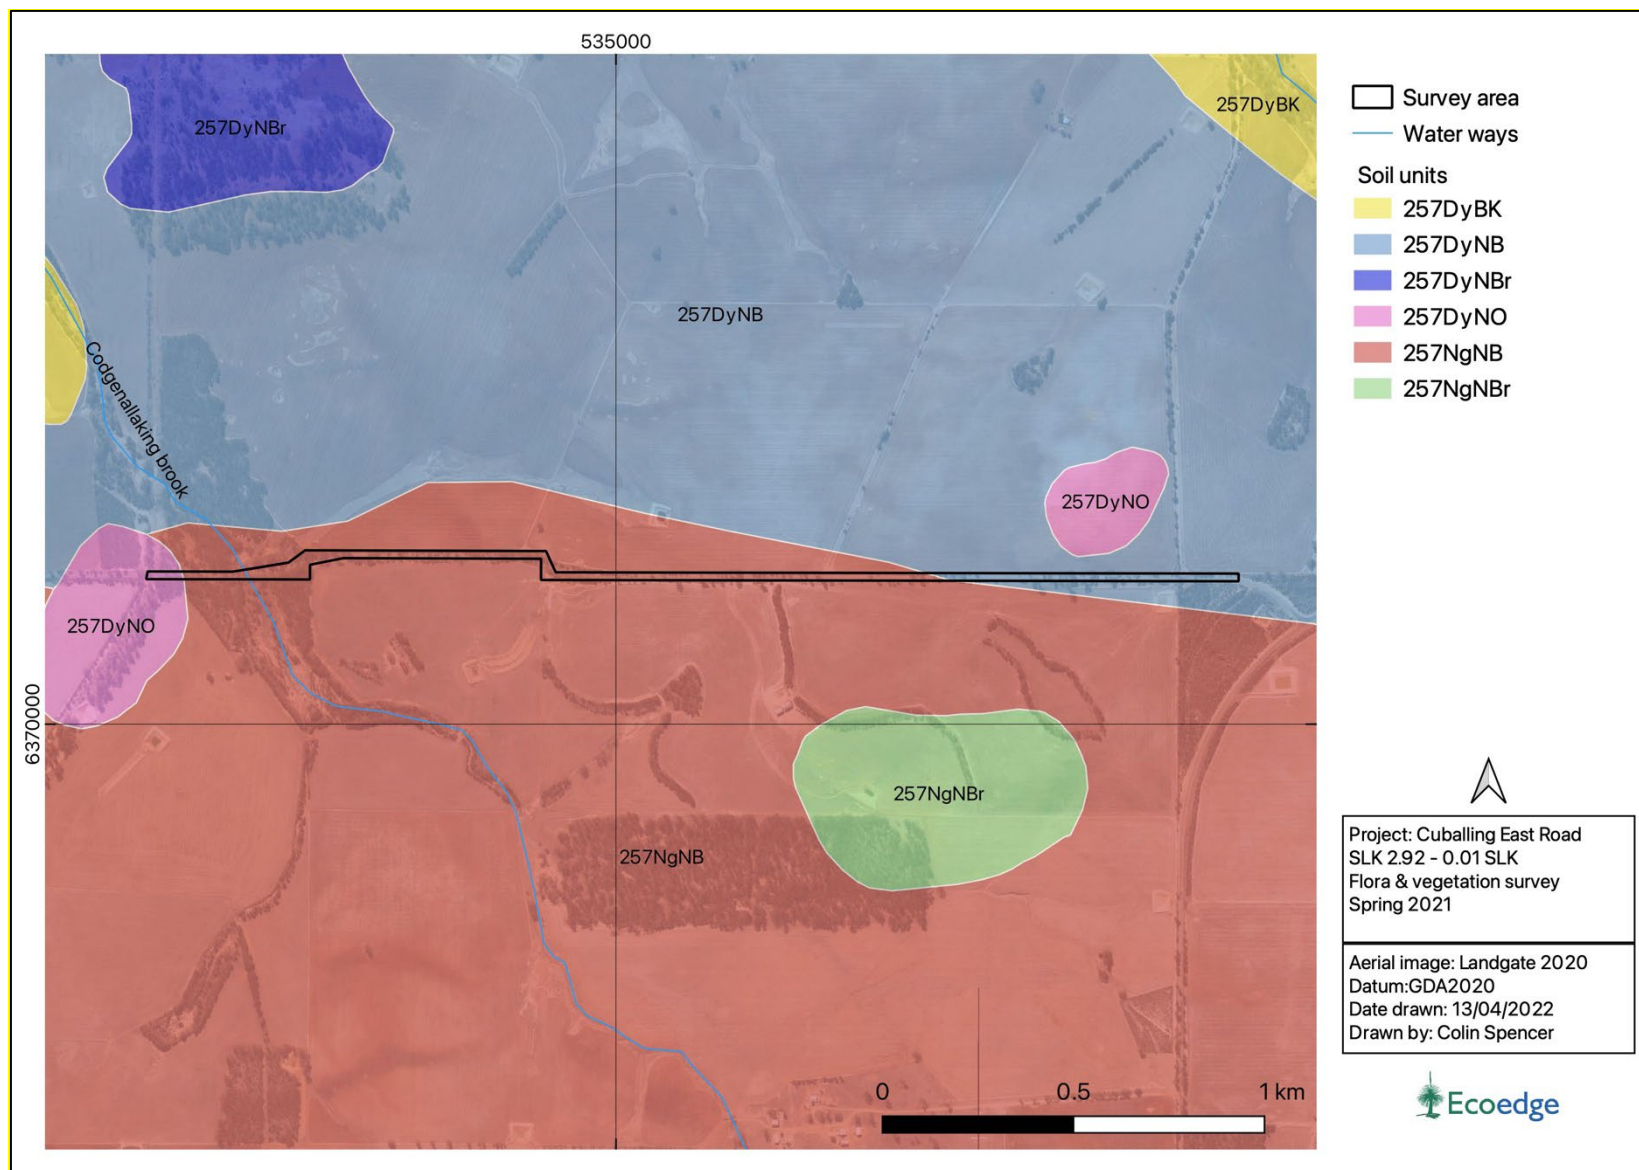 535000
6370000
257DyNBr
257DyBK
257DyNB
Codgenallaking brook
257DyNO
257DyNO
257NgNBr
257NgNB
0 0.5 1 km
Survey area
Water ways
Soil units
257DyBK
257DyNB
257DyNBr
257DyNO
257NgNB
257NgNBr
Project: Cuballing East Road
SLK 2.92 - 0.01 SLK
Flora & vegetation survey
Spring 2021
Aerial image: Landgate 2020
Datum:GDA2020
Date drawn: 13/04/2022
Drawn by: Colin Spencer
Ecoedge